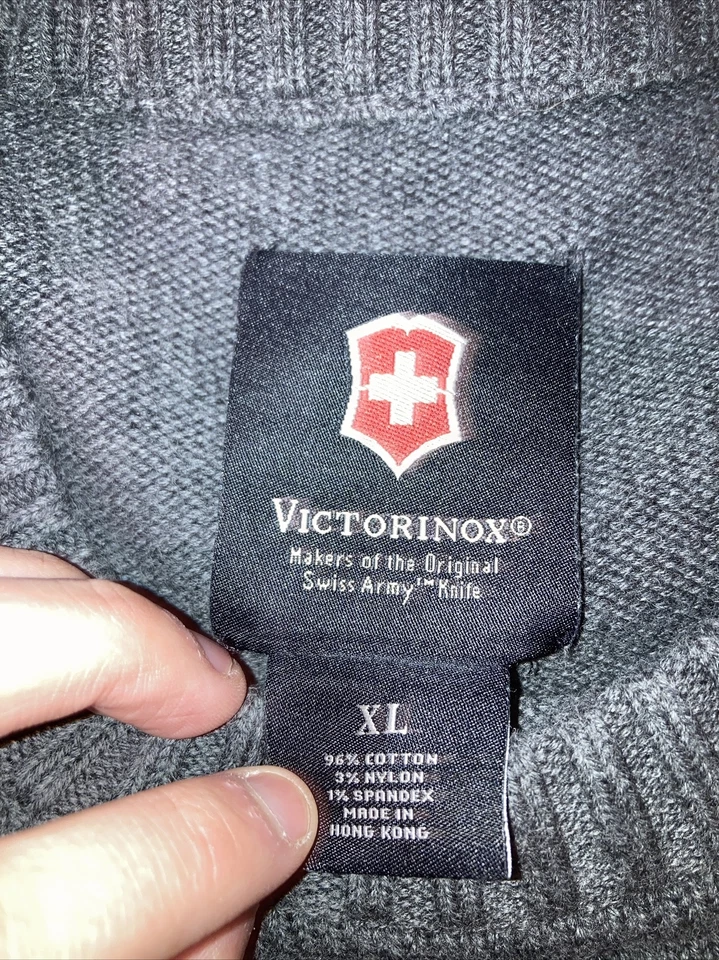 VICTORINOX®
Makers of the Original
Swiss Army™ Knife
XL
96% COTTON
3% NYLON
1% SPANDEX
MADE IN
HONG KONG